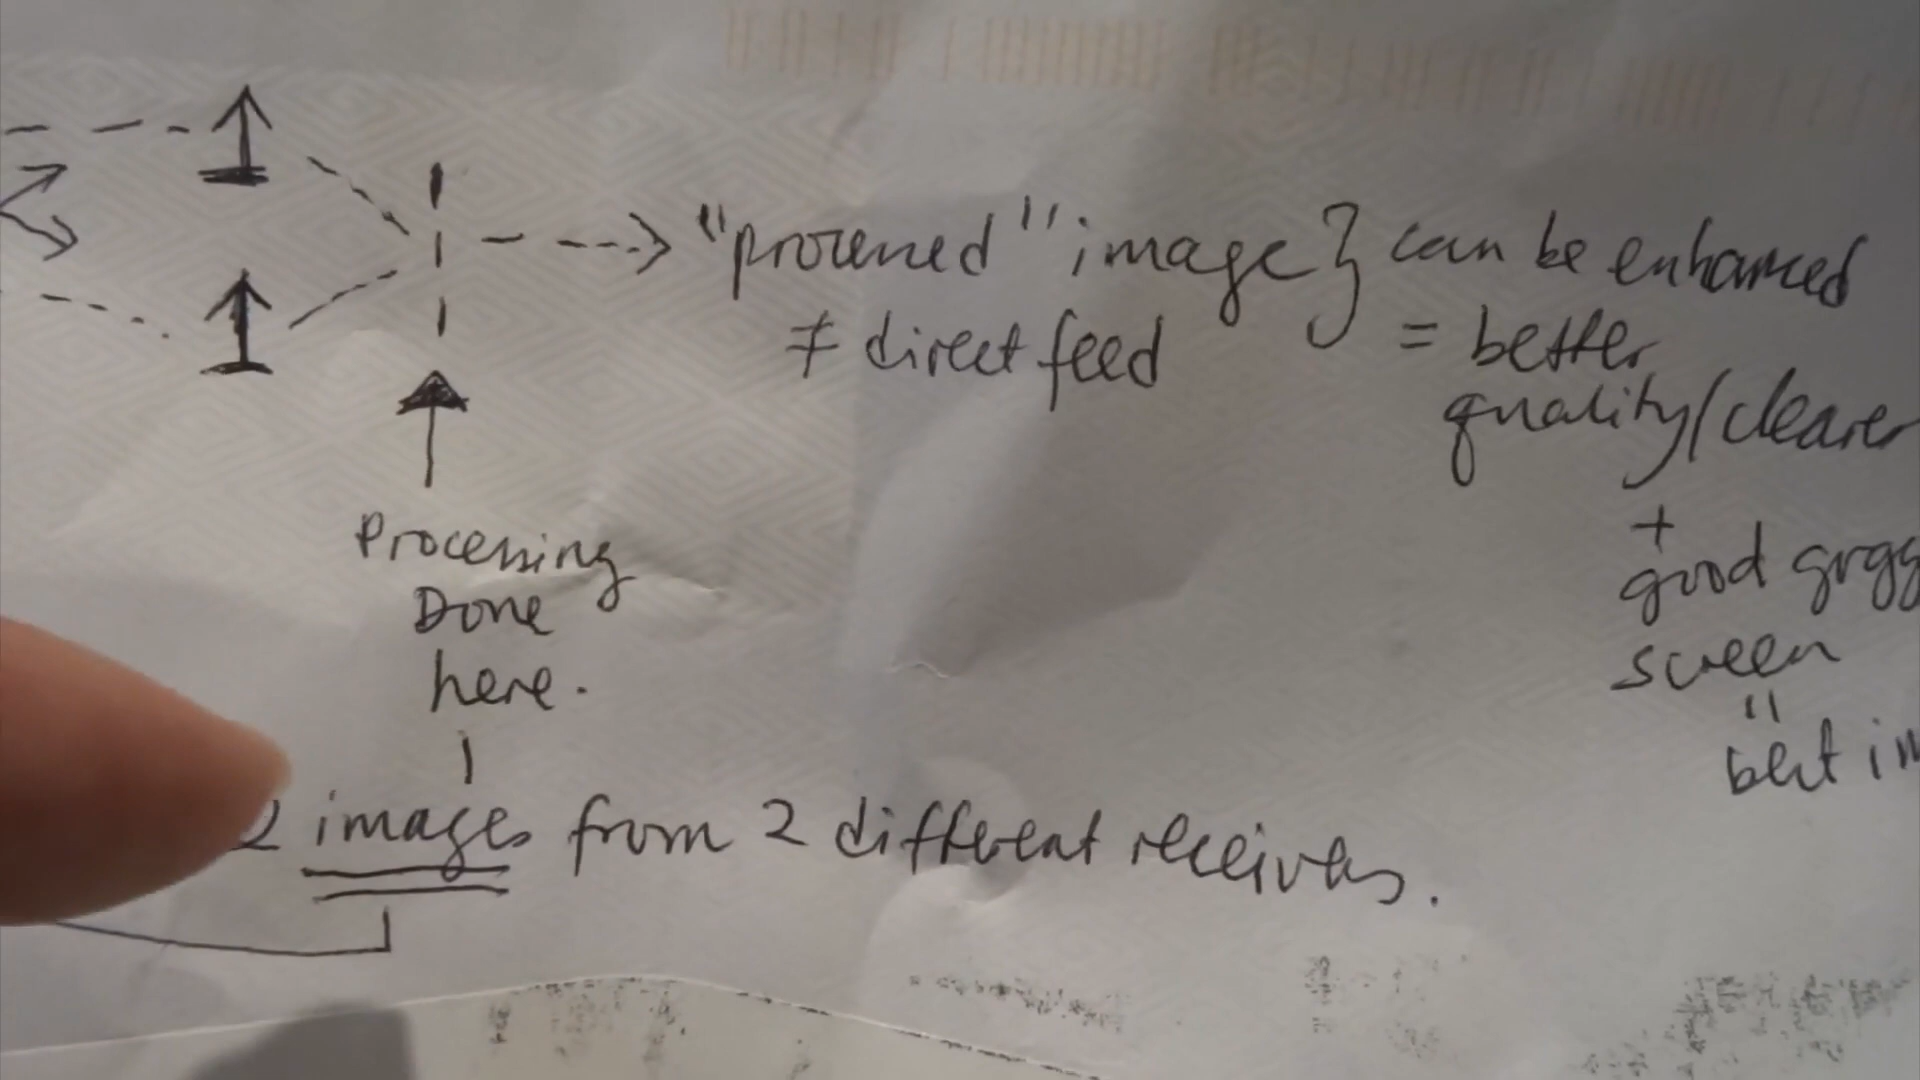 "processed" image } can be enhanced
≠ direct feed
= better
quality/clearer
+
good
screen
=
best
Processing
Done
here.
2 images from 2 different receivers.